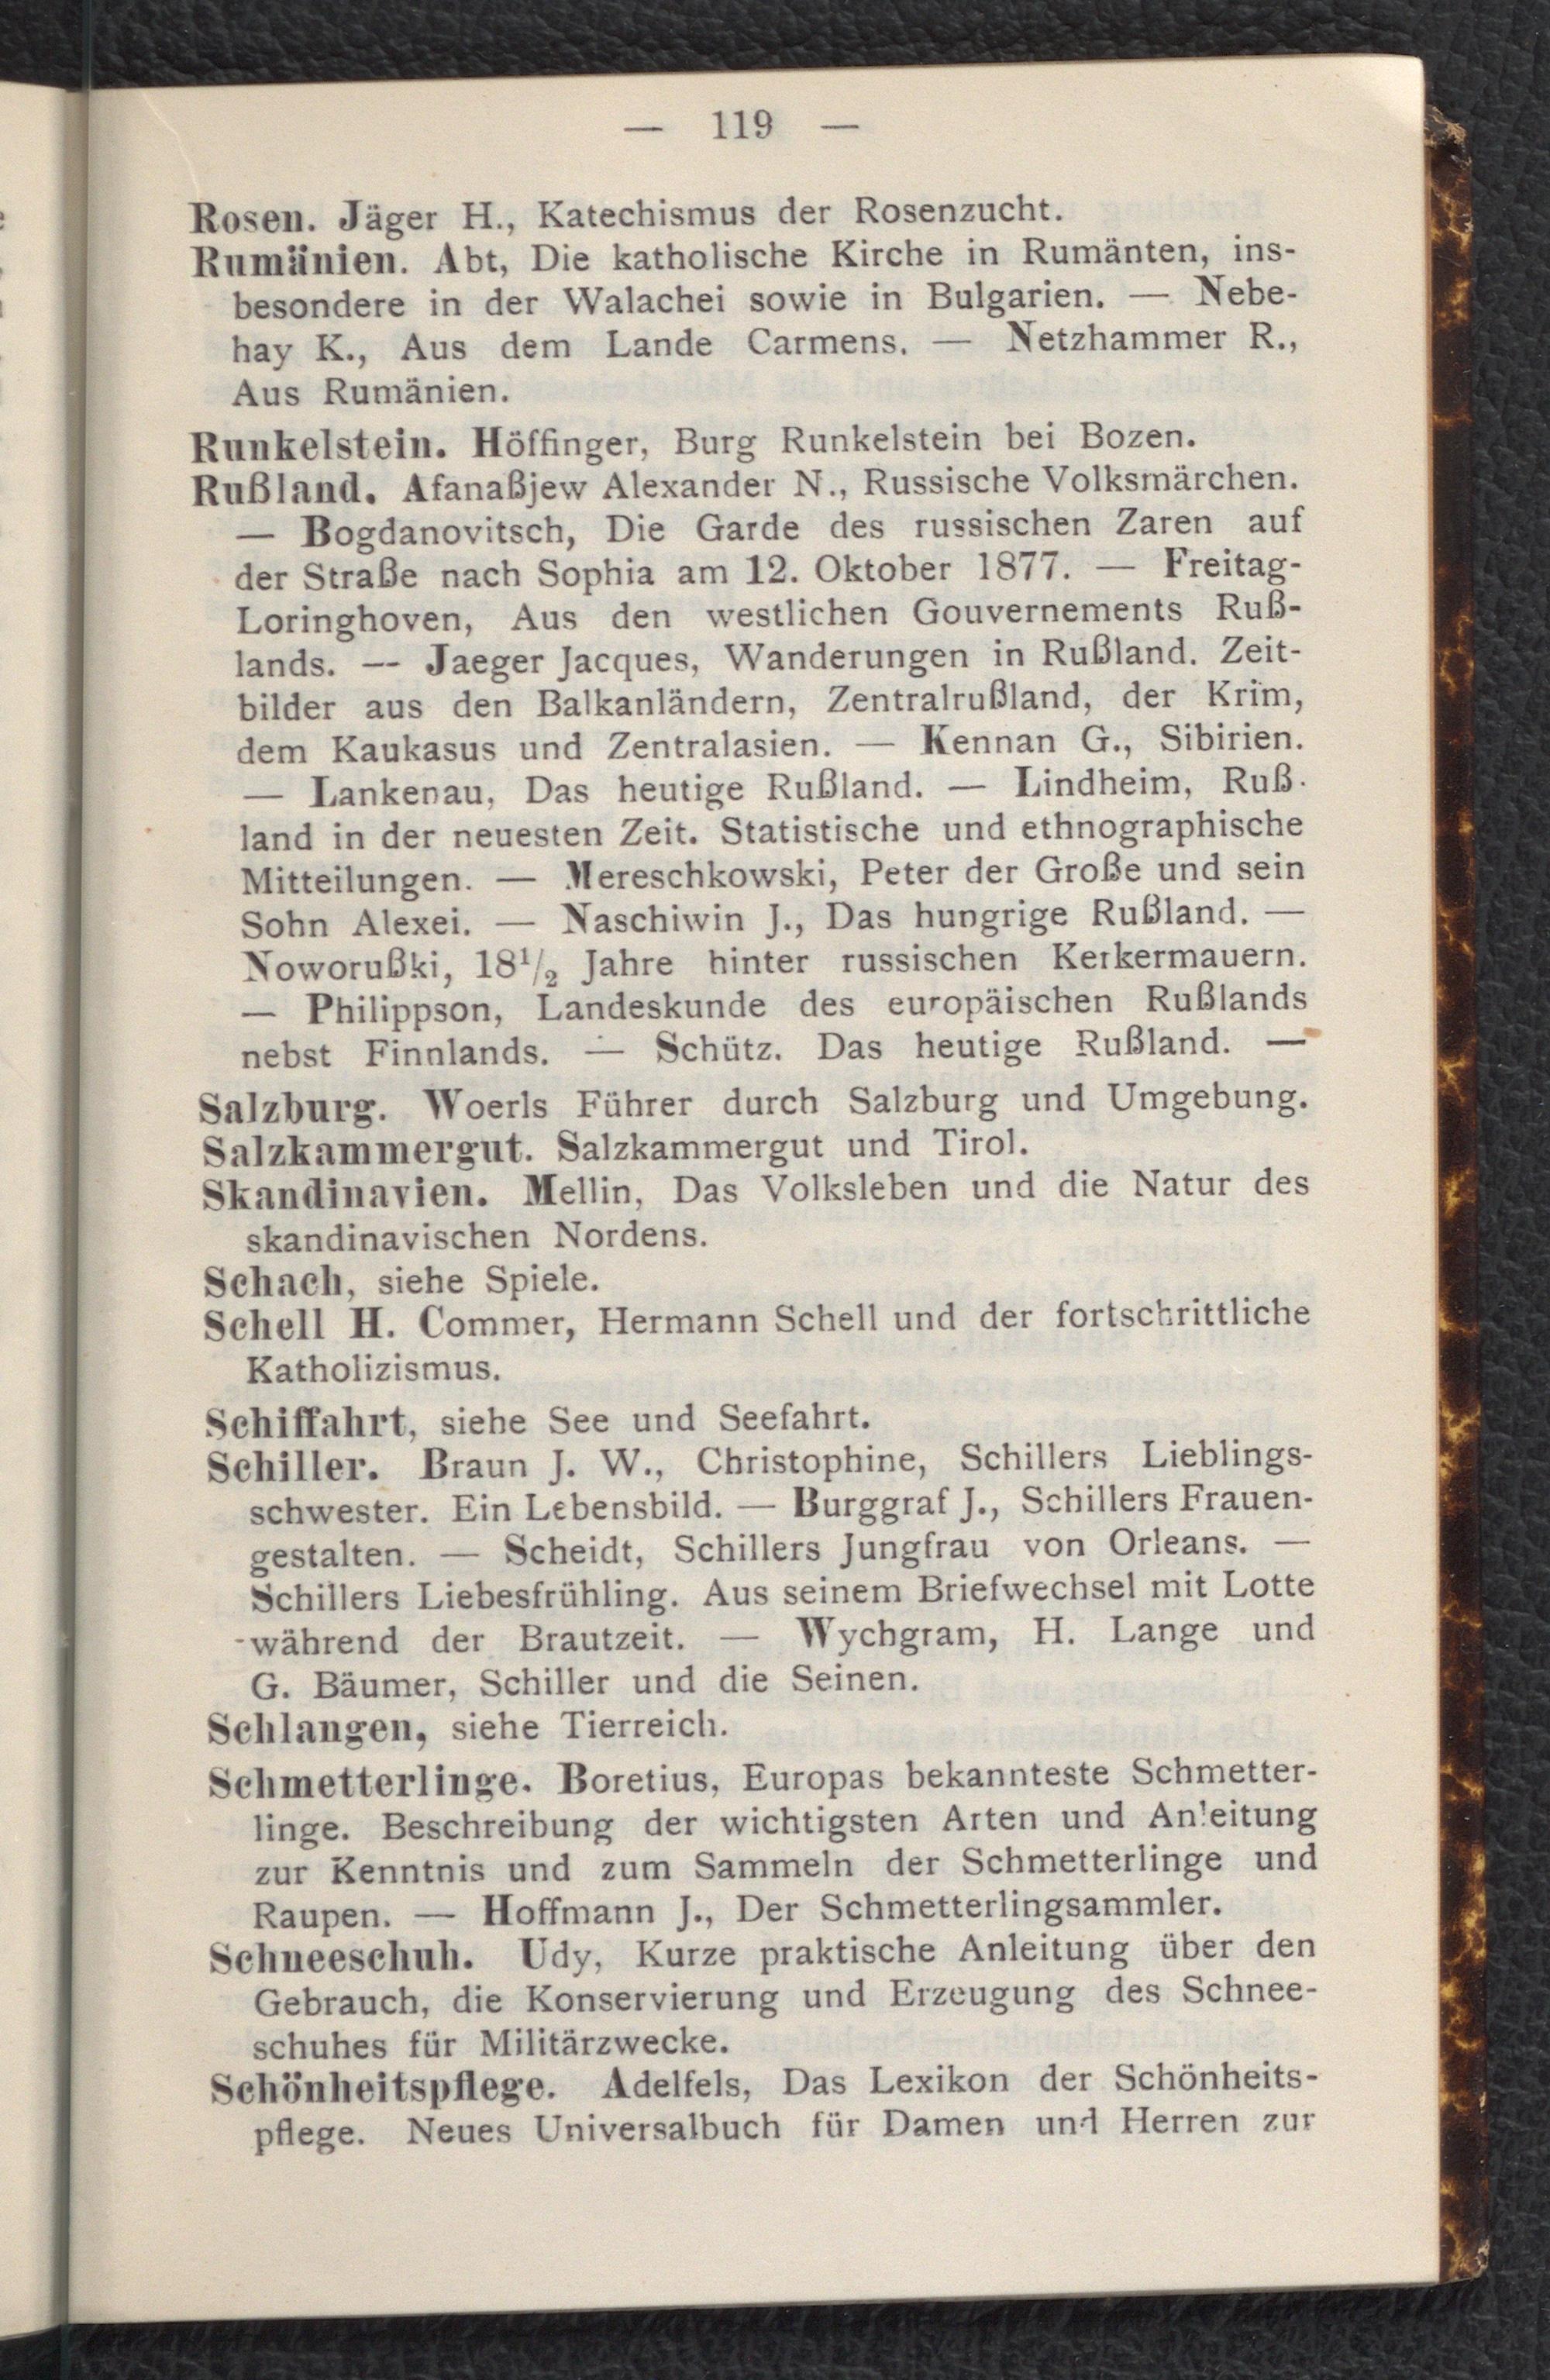 — 119 —
Rosen. Jäger H., Katechismus der Rosenzucht.
Rumänien. Abt, Die katholische Kirche in Rumänten, ins-
besondere in der Walachei sowie in Bulgarien. — Nebe-
hay K., Aus dem Lande Carmens. — Netzhammer R.,
Aus Rumänien.
Runkelstein. Höffinger, Burg Runkelstein bei Bozen.
Rußland. Afanaßjew Alexander N., Russische Volksmärchen.
— Bogdanovitsch, Die Garde des russischen Zaren auf
der Straße nach Sophia am 12. Oktober 1877. — Freitag-
Loringhoven, Aus den westlichen Gouvernements Ruß-
lands. — Jaeger Jacques, Wanderungen in Rußland. Zeit-
bilder aus den Balkanländern, Zentralrußland, der Krim,
dem Kaukasus und Zentralasien. — Kennan G., Sibirien.
— Lankenau, Das heutige Rußland. — Lindheim, Ruß-
land in der neuesten Zeit. Statistische und ethnographische
Mitteilungen. — Mereschkowski, Peter der Große und sein
Sohn Alexei. — Naschiwin J., Das hungrige Rußland. —
Noworußki, 18½ Jahre hinter russischen Kerkermauern.
— Philippson, Landeskunde des europäischen Rußlands
nebst Finnlands. — Schütz. Das heutige Rußland. —
Salzburg. Woerls Führer durch Salzburg und Umgebung.
Salzkammergut. Salzkammergut und Tirol.
Skandinavien. Mellin, Das Volksleben und die Natur des
skandinavischen Nordens.
Schach, siehe Spiele.
Schell H. Commer, Hermann Schell und der fortschrittliche
Katholizismus.
Schiffahrt, siehe See und Seefahrt.
Schiller. Braun J. W., Christophine, Schillers Lieblings-
schwester. Ein Lebensbild. — Burggraf J., Schillers Frauen-
gestalten. — Scheidt, Schillers Jungfrau von Orleans. —
Schillers Liebesfrühling. Aus seinem Briefwechsel mit Lotte
während der Brautzeit. — Wychgram, H. Lange und
G. Bäumer, Schiller und die Seinen.
Schlangen, siehe Tierreich.
Schmetterlinge. Boretius, Europas bekannteste Schmetter-
linge. Beschreibung der wichtigsten Arten und Anleitung
zur Kenntnis und zum Sammeln der Schmetterlinge und
Raupen. — Hoffmann J., Der Schmetterlingsammler.
Schneeschuh. Udy, Kurze praktische Anleitung über den
Gebrauch, die Konservierung und Erzeugung des Schnee-
schuhes für Militärzwecke.
Schönheitspflege. Adelfels, Das Lexikon der Schönheits-
pflege. Neues Universalbuch für Damen und Herren zur